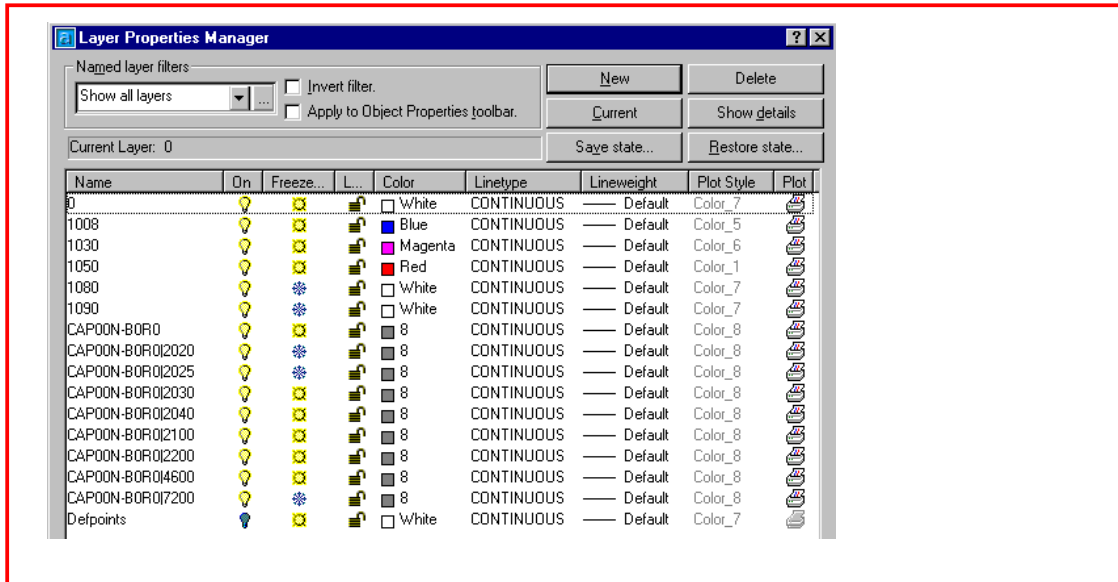 Layer Properties Manager
Named layer filters
Show all layers
...
Invert filter.
Apply to Object Properties toolbar.
New
Delete
Current
Show details
Current Layer: 0
Save state...
Restore state...
Name On Freeze... L... Color Linetype Lineweight Plot Style Plot
0 White CONTINUOUS Default Color_7
1008 Blue CONTINUOUS Default Color_5
1030 Magenta CONTINUOUS Default Color_6
1050 Red CONTINUOUS Default Color_1
1080 White CONTINUOUS Default Color_7
1090 White CONTINUOUS Default Color_7
CAP00N-B0R0 8 CONTINUOUS Default Color_8
CAP00N-B0R0|2020 8 CONTINUOUS Default Color_8
CAP00N-B0R0|2025 8 CONTINUOUS Default Color_8
CAP00N-B0R0|2030 8 CONTINUOUS Default Color_8
CAP00N-B0R0|2040 8 CONTINUOUS Default Color_8
CAP00N-B0R0|2100 8 CONTINUOUS Default Color_8
CAP00N-B0R0|2200 8 CONTINUOUS Default Color_8
CAP00N-B0R0|4600 8 CONTINUOUS Default Color_8
CAP00N-B0R0|7200 8 CONTINUOUS Default Color_8
Defpoints White CONTINUOUS Default Color_7